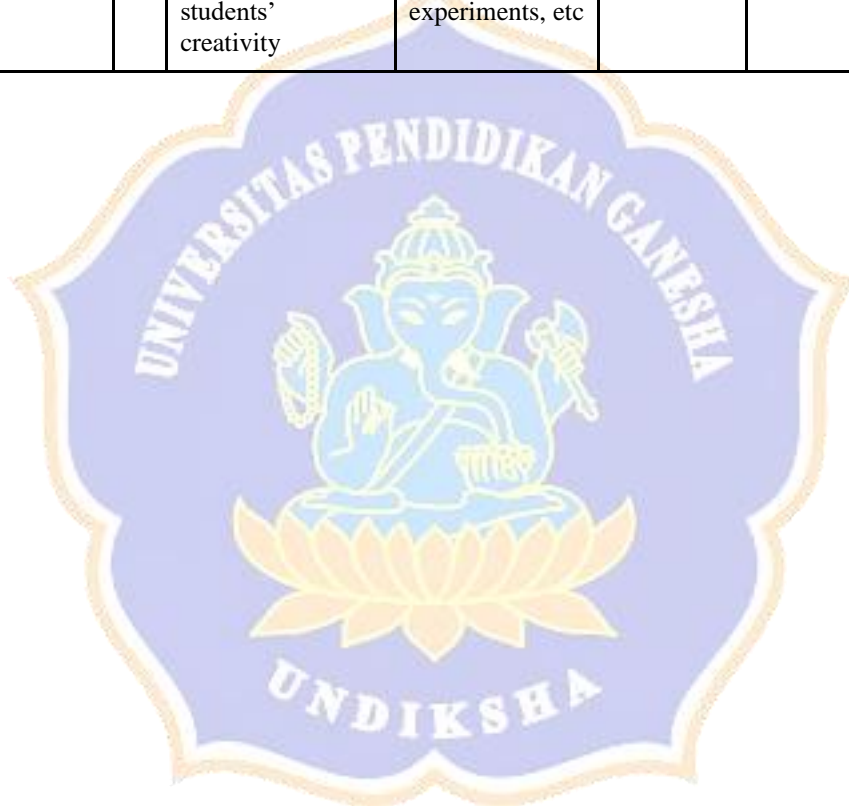 students’
creativity
experiments, etc
UNIVERSITAS PENDIDIKAN GANESHA
UNDIKSHA